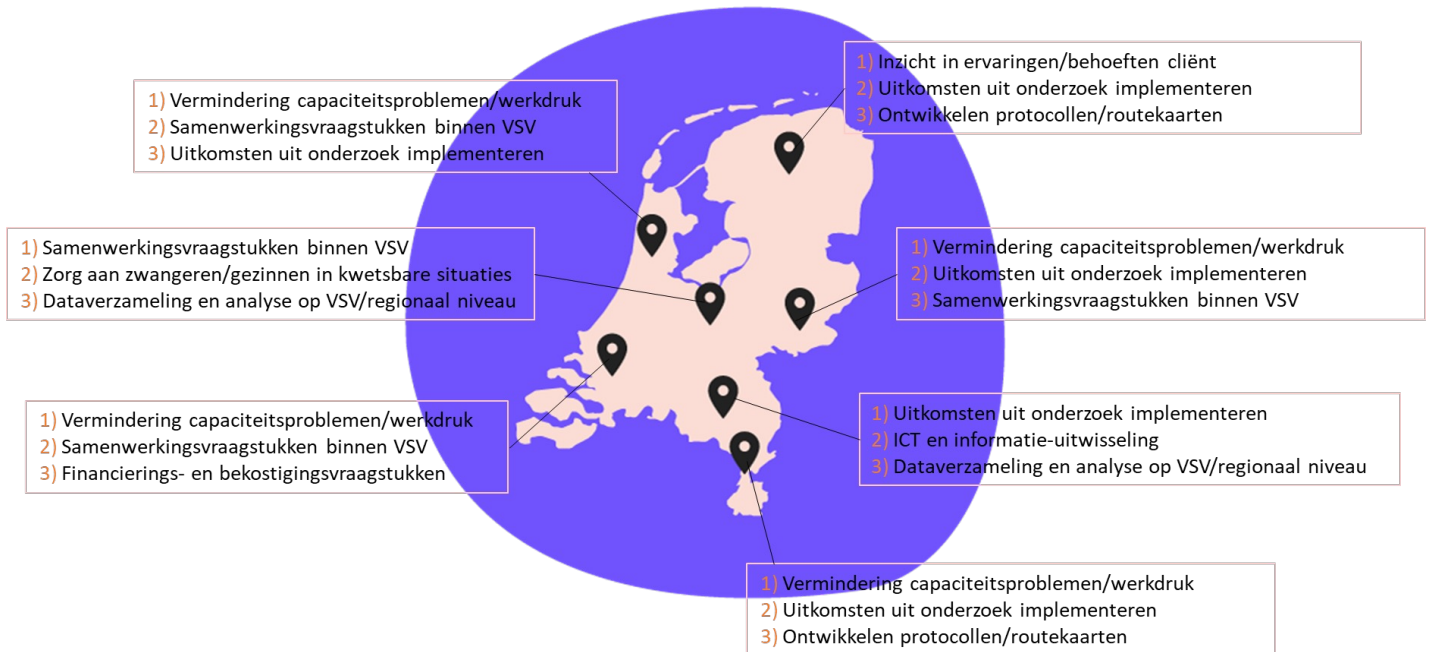 1) Inzicht in ervaringen/behoeften cliënt
2) Uitkomsten uit onderzoek implementeren
3) Ontwikkelen protocollen/routekaarten
1) Vermindering capaciteitsproblemen/werkdruk
2) Samenwerkingsvraagstukken binnen VSV
3) Uitkomsten uit onderzoek implementeren
1) Samenwerkingsvraagstukken binnen VSV
2) Zorg aan zwangeren/gezinnen in kwetsbare situaties
3) Dataverzameling en analyse op VSV/regionaal niveau
1) Vermindering capaciteitsproblemen/werkdruk
2) Uitkomsten uit onderzoek implementeren
3) Samenwerkingsvraagstukken binnen VSV
1) Vermindering capaciteitsproblemen/werkdruk
2) Samenwerkingsvraagstukken binnen VSV
3) Financierings- en bekostigingsvraagstukken
1) Uitkomsten uit onderzoek implementeren
2) ICT en informatie-uitwisseling
3) Dataverzameling en analyse op VSV/regionaal niveau
1) Vermindering capaciteitsproblemen/werkdruk
2) Uitkomsten uit onderzoek implementeren
3) Ontwikkelen protocollen/routekaarten